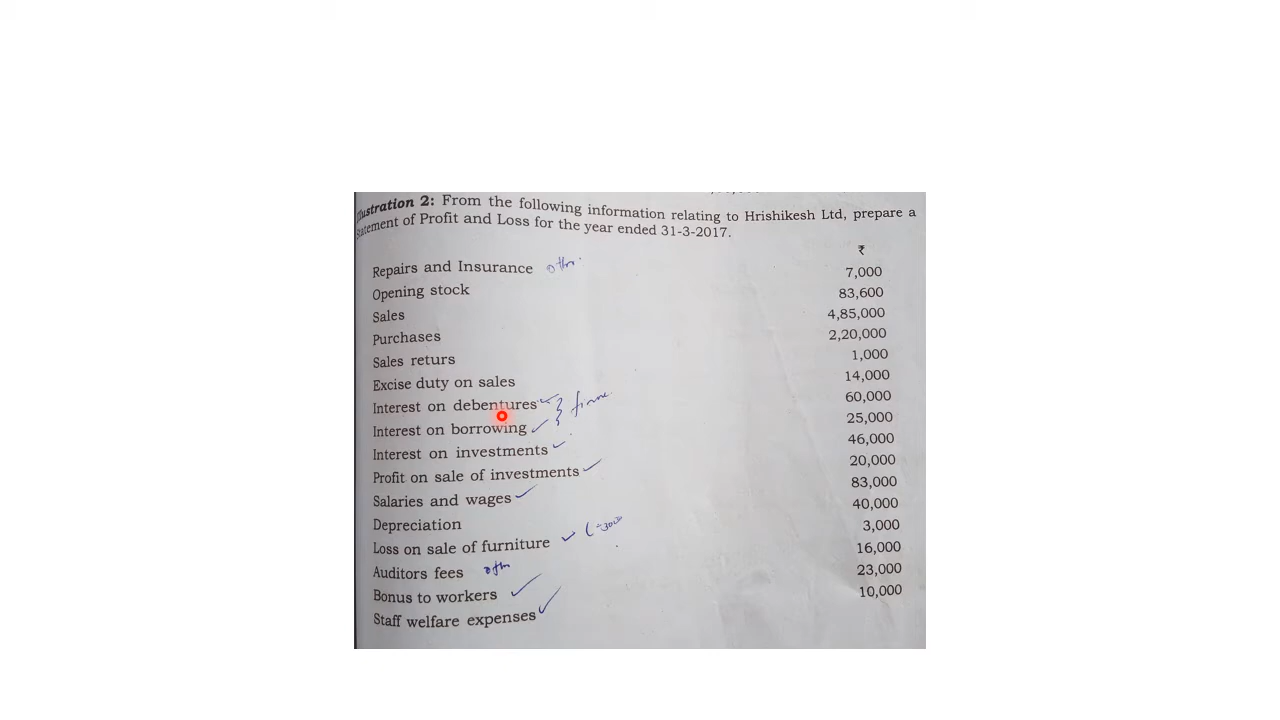 Illustration 2: From the following information relating to Hrishikesh Ltd, prepare a
Statement of Profit and Loss for the year ended 31-3-2017.
₹
Repairs and Insurance 7,000
Opening stock 83,600
Sales 4,85,000
Purchases 2,20,000
Sales returs 1,000
Excise duty on sales 14,000
Interest on debentures 60,000
Interest on borrowing 25,000
Interest on investments 46,000
Profit on sale of investments 20,000
Salaries and wages 83,000
Depreciation 40,000
Loss on sale of furniture 3,000
Auditors fees 16,000
Bonus to workers 23,000
Staff welfare expenses 10,000